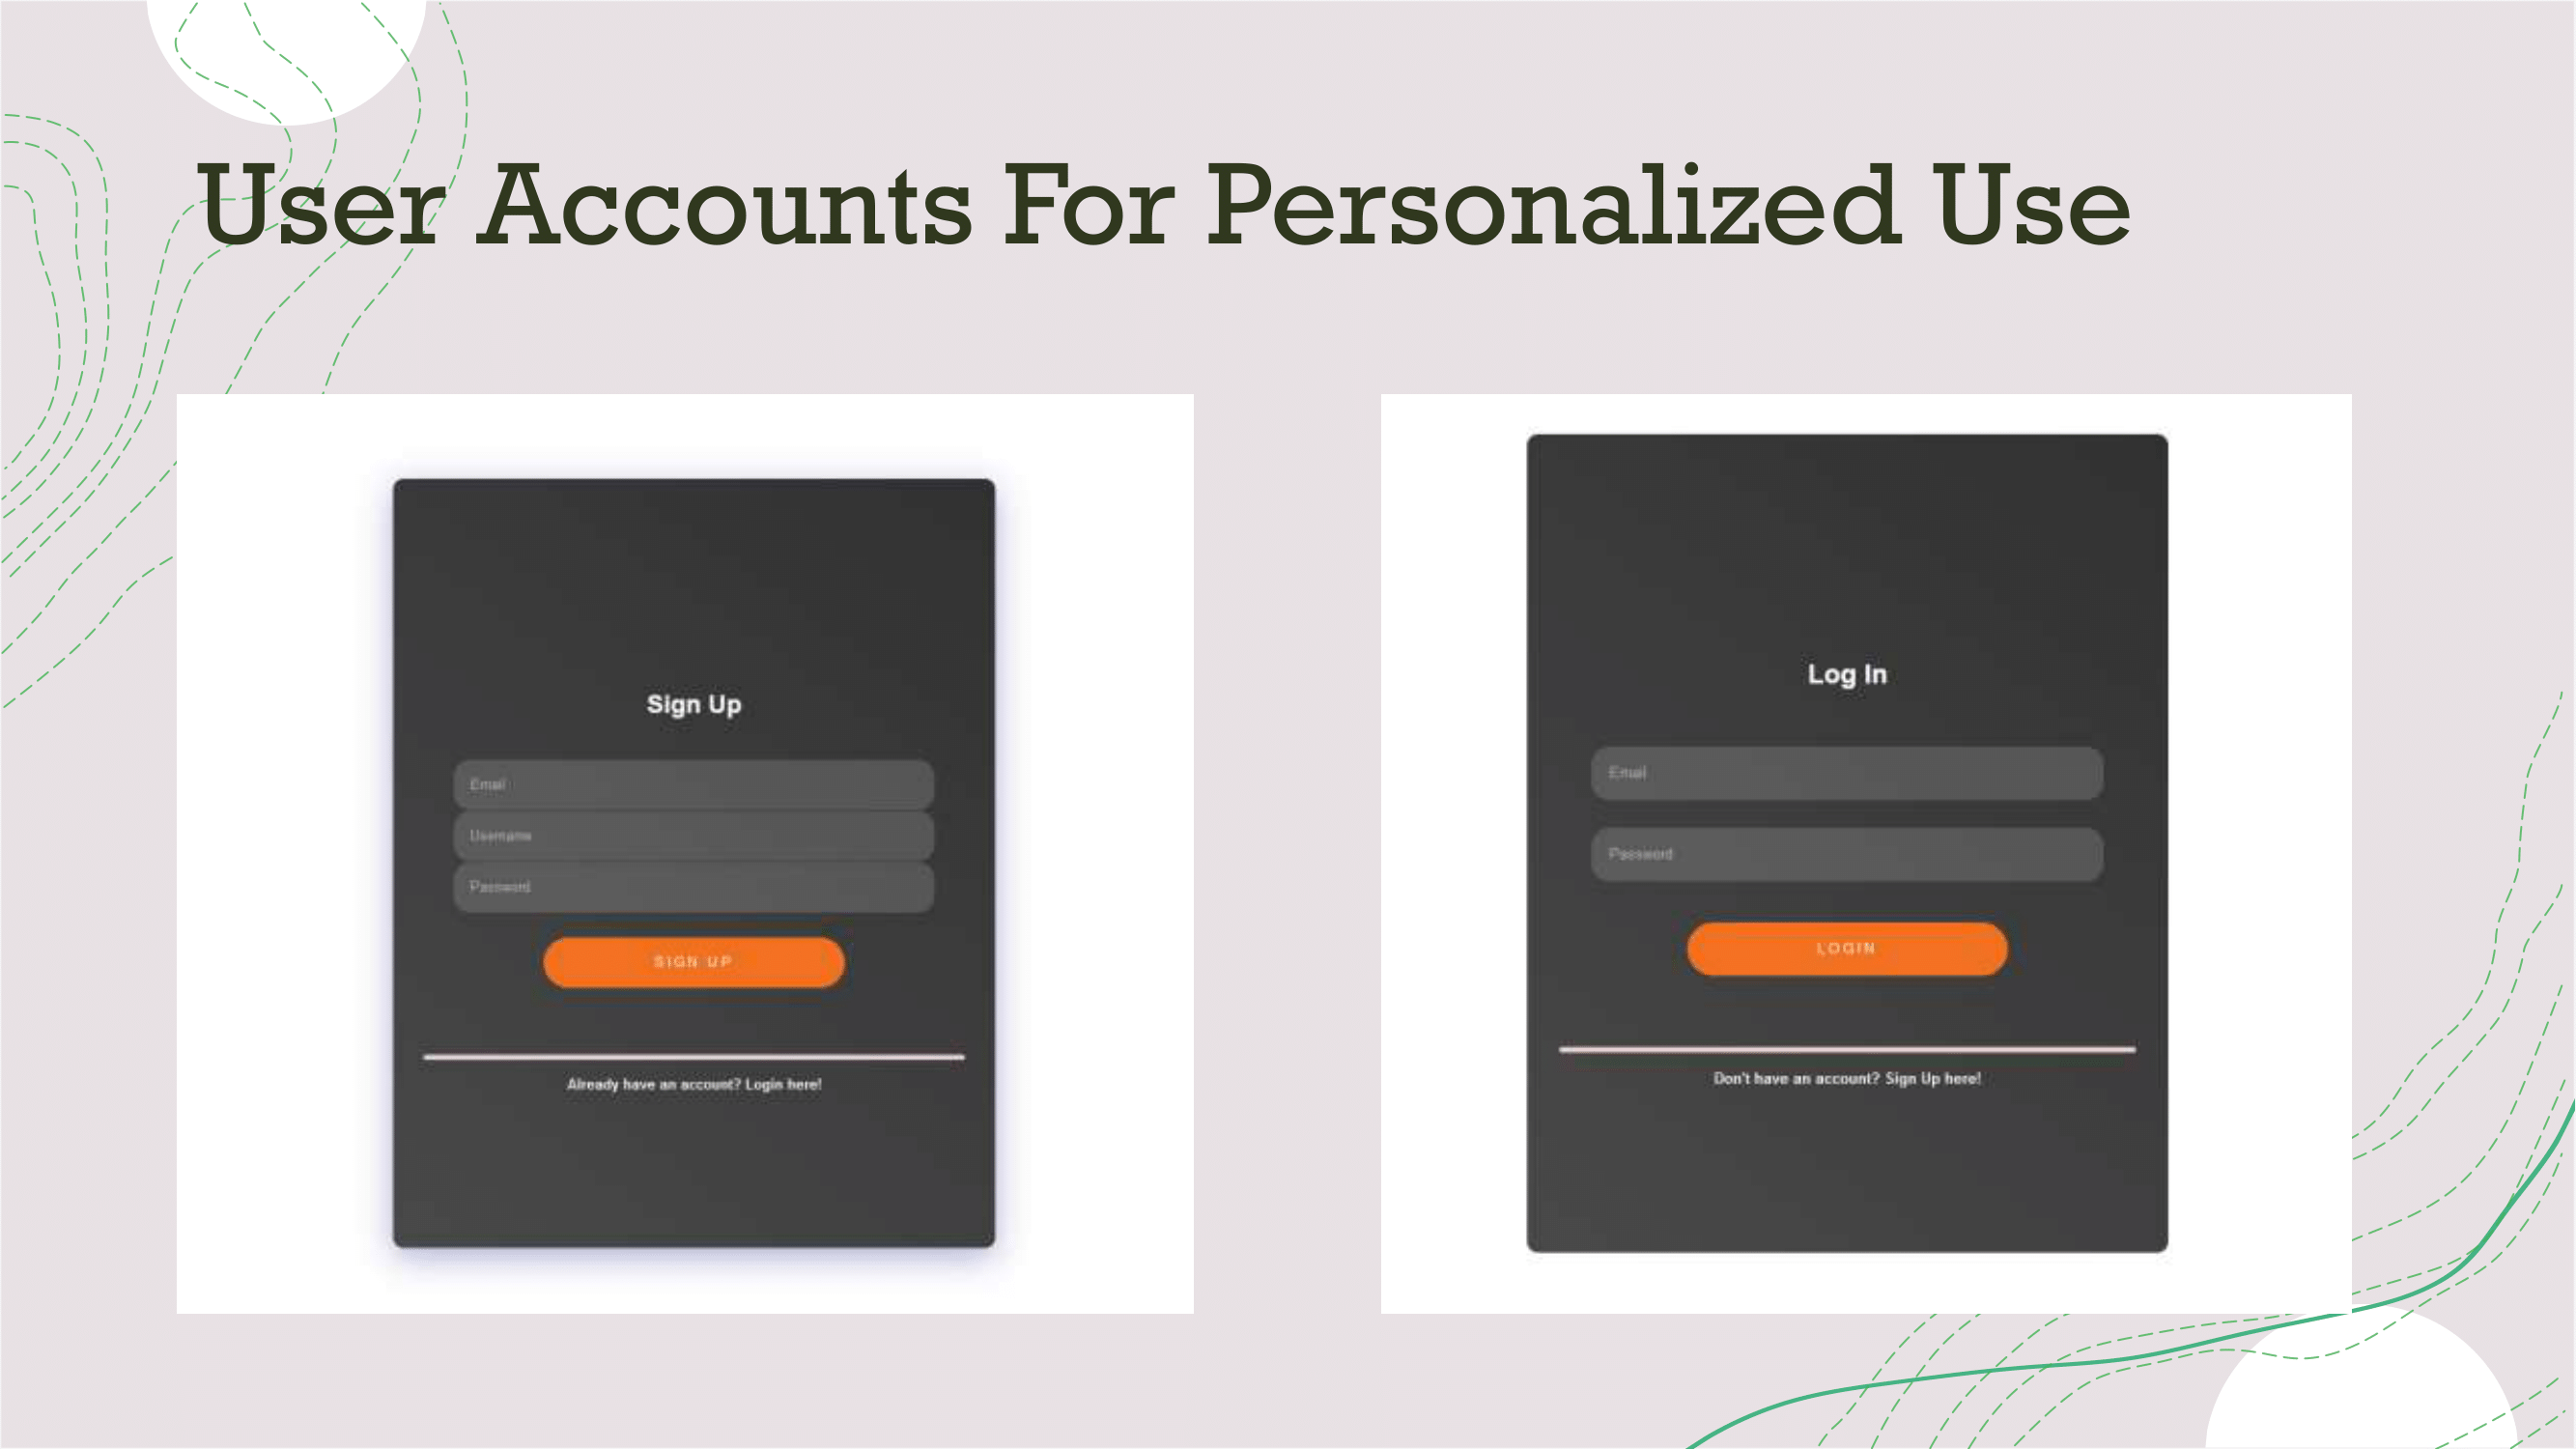 User Accounts For Personalized Use
Sign Up
Email
Username
Password
SIGN UP
Already have an account? Login here!
Log In
Email
Password
LOGIN
Don't have an account? Sign Up here!